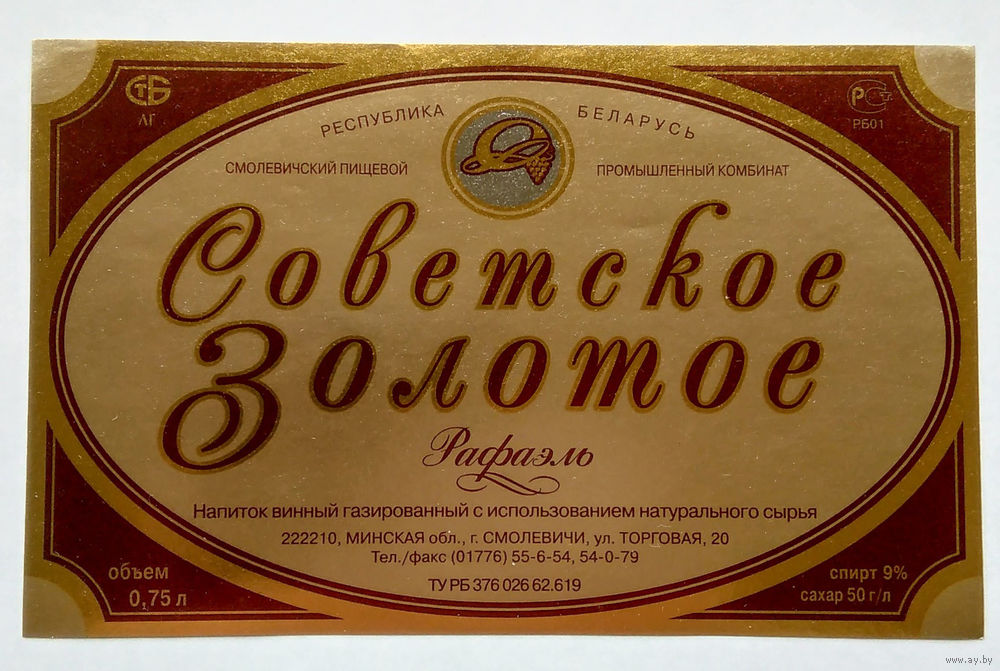 СТБ
ЛГ
РСТ
РБ01
РЕСПУБЛИКА БЕЛАРУСЬ
СМОЛЕВИЧСКИЙ ПИЩЕВОЙ ПРОМЫШЛЕННЫЙ КОМБИНАТ
Советское
Золотое
Рафаэль
Напиток винный газированный с использованием натурального сырья
222210, МИНСКАЯ обл., г. СМОЛЕВИЧИ, ул. ТОРГОВАЯ, 20
Тел./факс (01776) 55-6-54, 54-0-79
ТУ РБ 376 026 62.619
объем
0,75 л
спирт 9%
сахар 50 г/л
www.ay.by